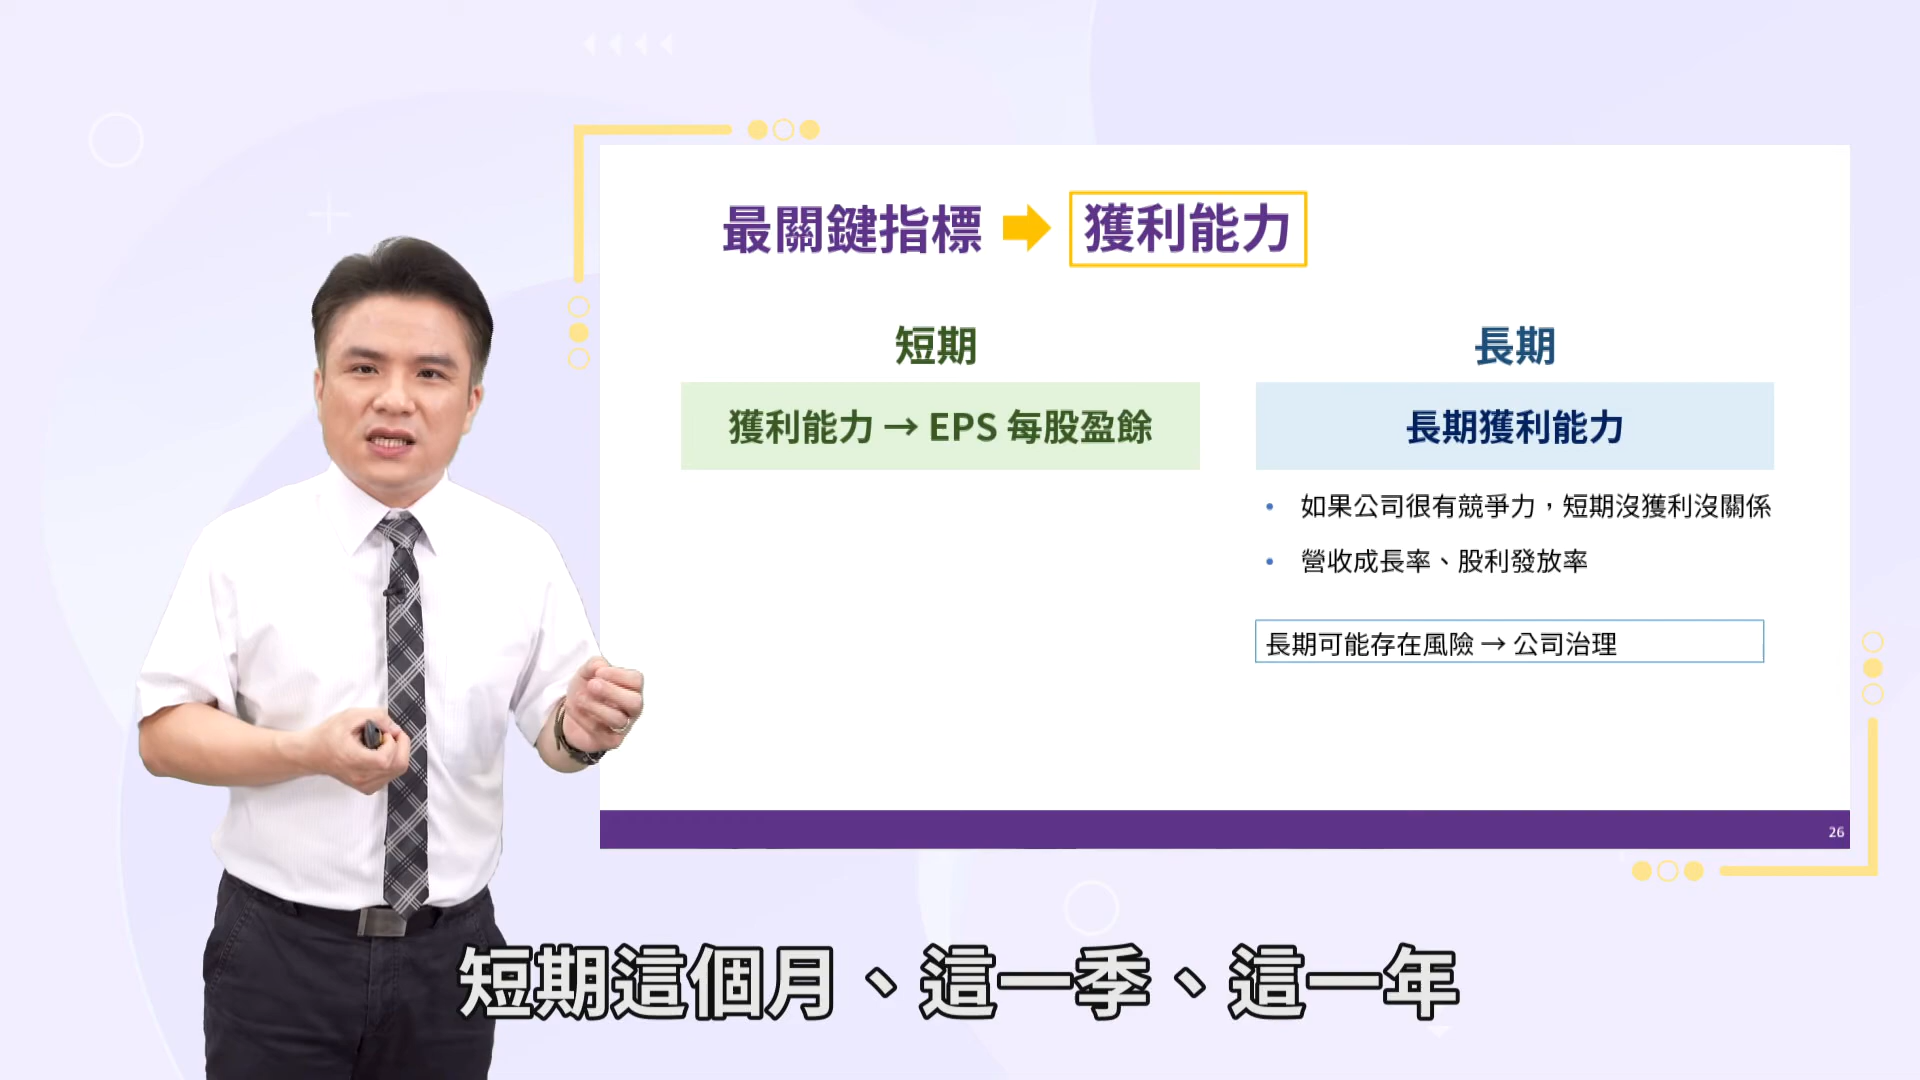 最關鍵指標 ➡ 獲利能力
短期
獲利能力 → EPS 每股盈餘
長期
長期獲利能力
• 如果公司很有競爭力，短期沒獲利沒關係
• 營收成長率、股利發放率
長期可能存在風險 → 公司治理
26
短期這個月、這一季、這一年